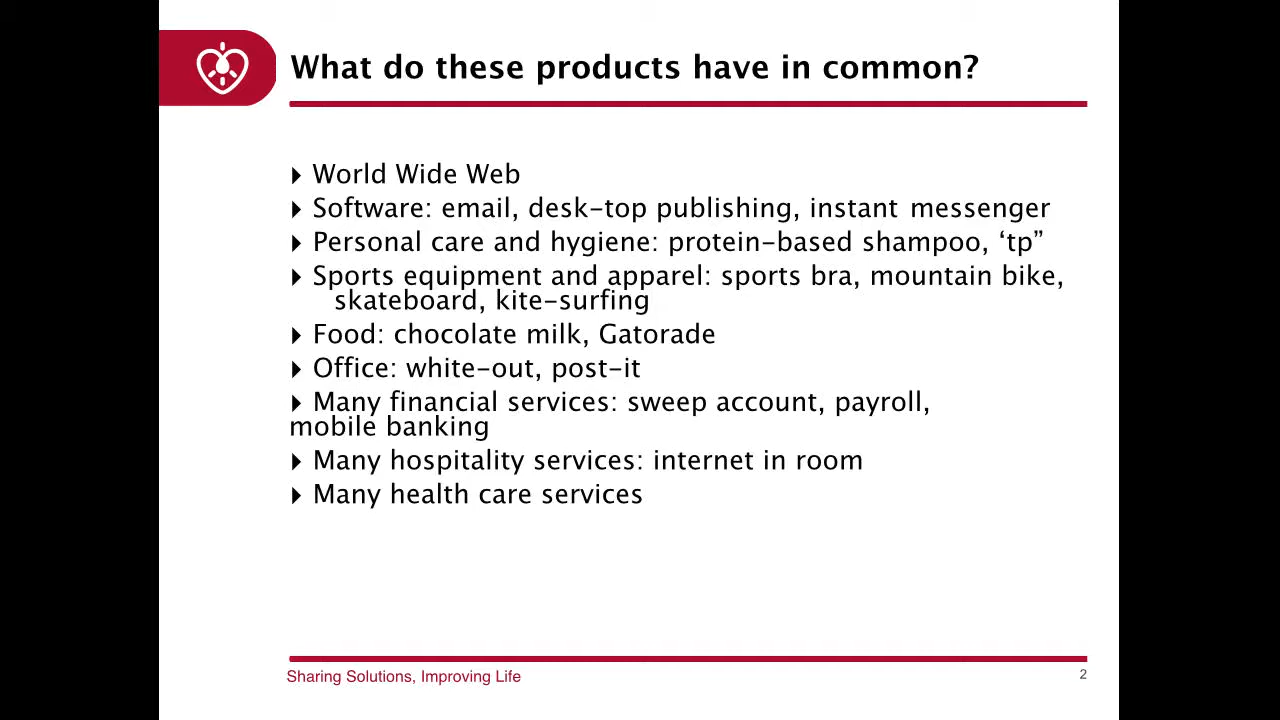 What do these products have in common?
World Wide Web
Software: email, desk-top publishing, instant messenger
Personal care and hygiene: protein-based shampoo, ‘tp”
Sports equipment and apparel: sports bra, mountain bike,
skateboard, kite-surfing
Food: chocolate milk, Gatorade
Office: white-out, post-it
Many financial services: sweep account, payroll,
mobile banking
Many hospitality services: internet in room
Many health care services
Sharing Solutions, Improving Life
2